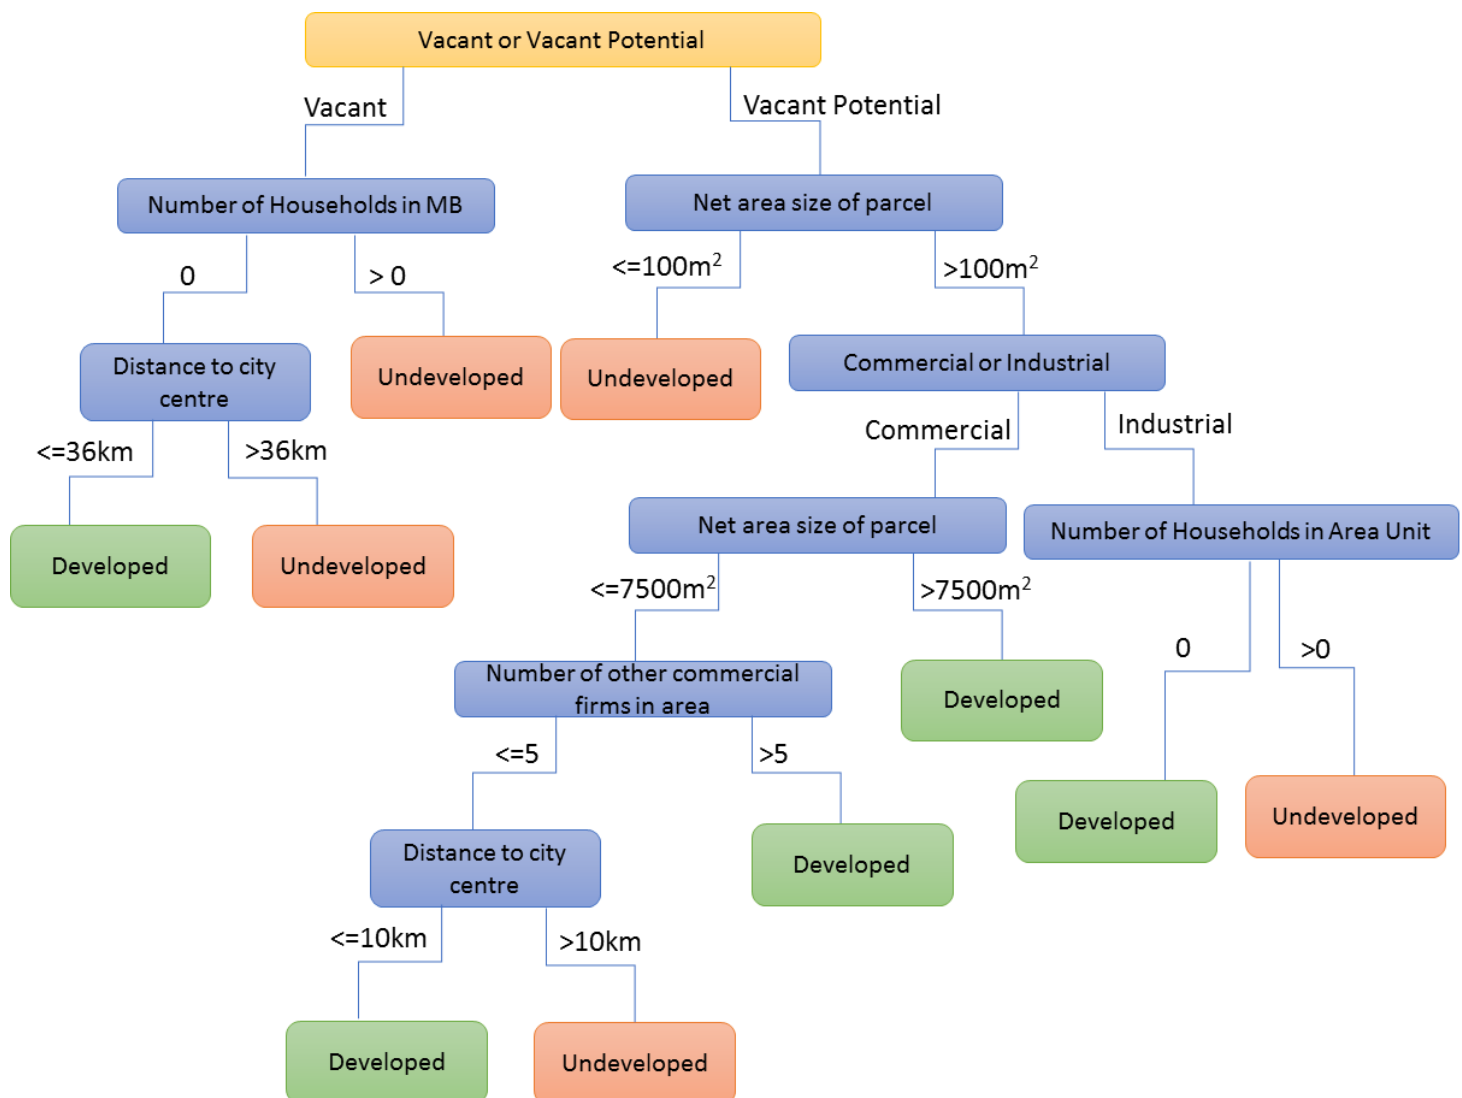 Vacant or Vacant Potential
Vacant
Vacant Potential
Number of Households in MB
Net area size of parcel
0
> 0
<=100m²
>100m²
Distance to city
centre
Undeveloped
Undeveloped
Commercial or Industrial
<=36km
>36km
Commercial
Industrial
Developed
Undeveloped
Net area size of parcel
Number of Households in Area Unit
<=7500m²
>7500m²
0
>0
Number of other commercial
firms in area
Developed
<=5
>5
Developed
Undeveloped
Distance to city
centre
Developed
<=10km
>10km
Developed
Undeveloped